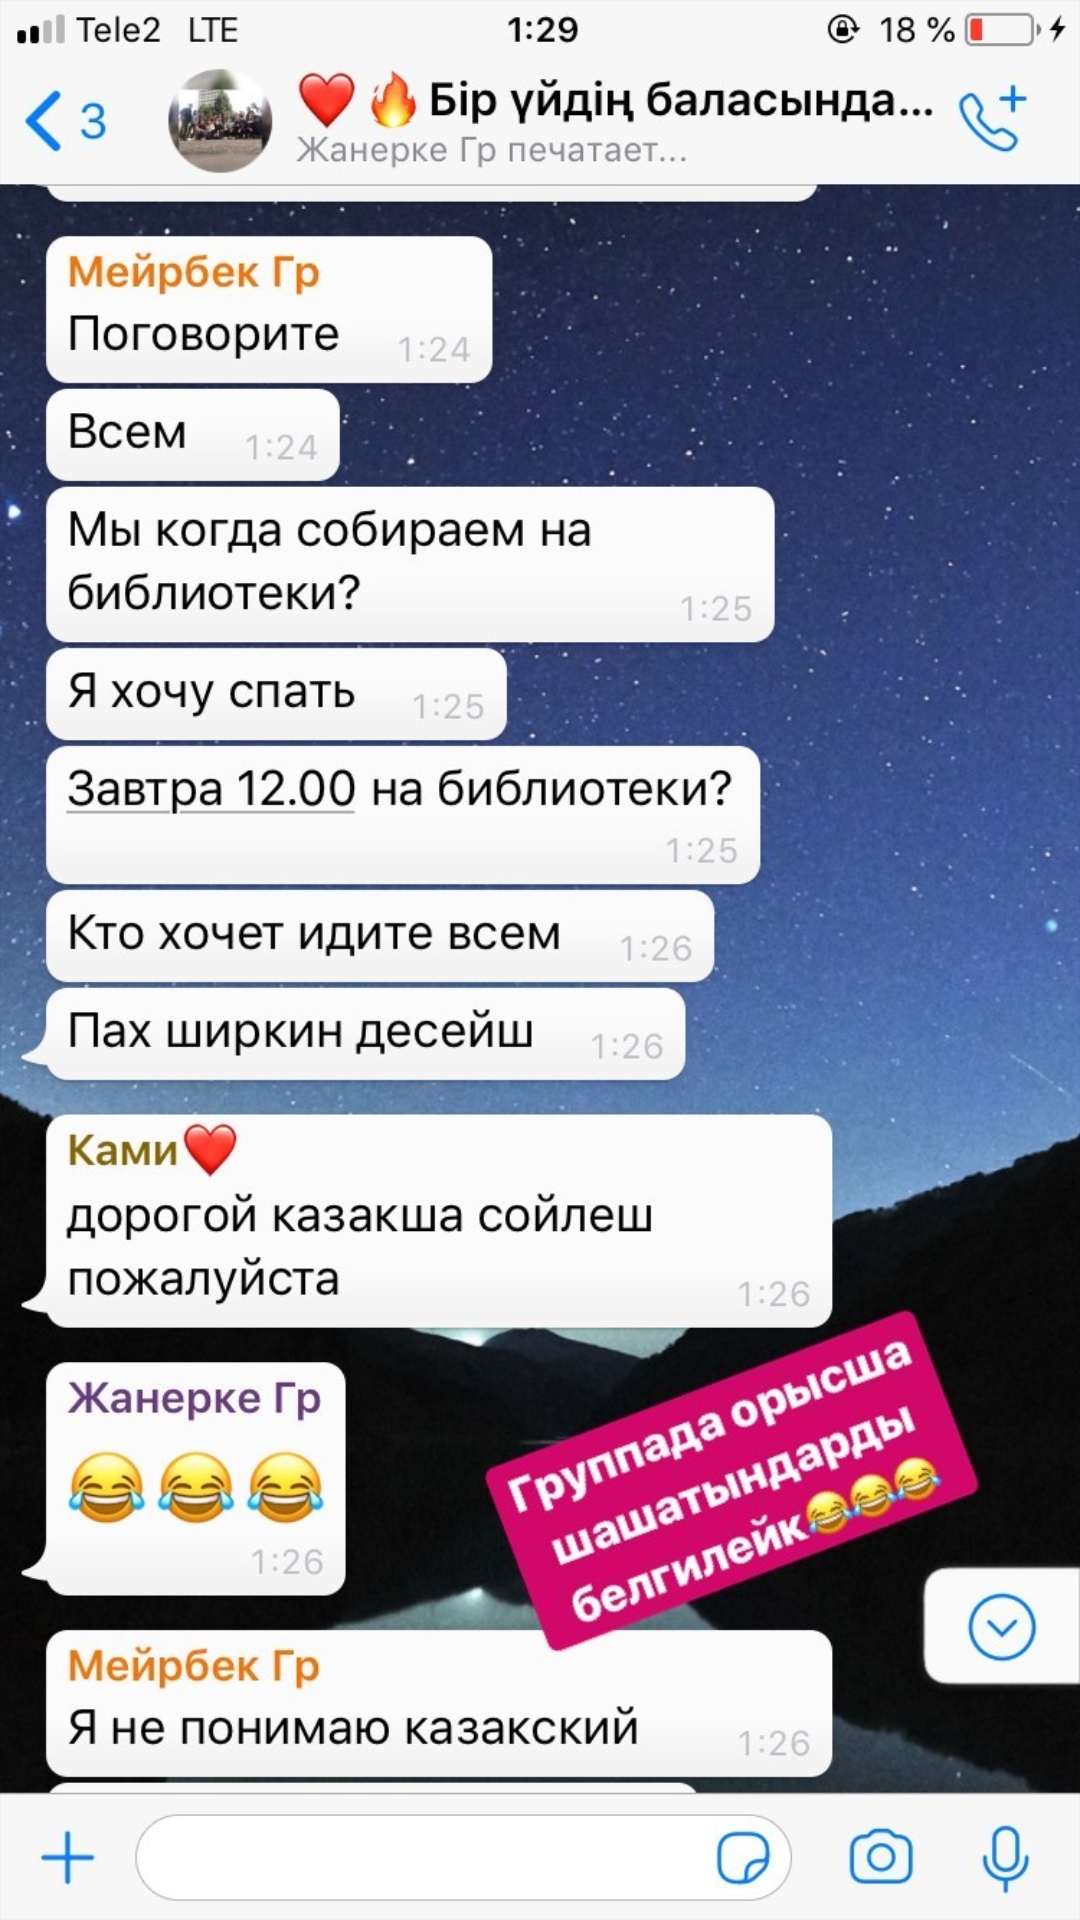 Tele2 LTE 1:29 18 %
3
❤️🔥Бір үйдің баласында...
Жанерке Гр печатает...
Мейрбек Гр
Поговорите 1:24
Всем 1:24
Мы когда собираем на
библиотеки? 1:25
Я хочу спать 1:25
Завтра 12.00 на библиотеки?
1:25
Кто хочет идите всем 1:26
Пах ширкин десейш 1:26
Ками❤️
дорогой казакша сойлеш
пожалуйста 1:26
Жанерке Гр
😂😂😂
1:26
Группада орысша
шашатындарды
белгилейк😂😂😂
Мейрбек Гр
Я не понимаю казакский 1:26